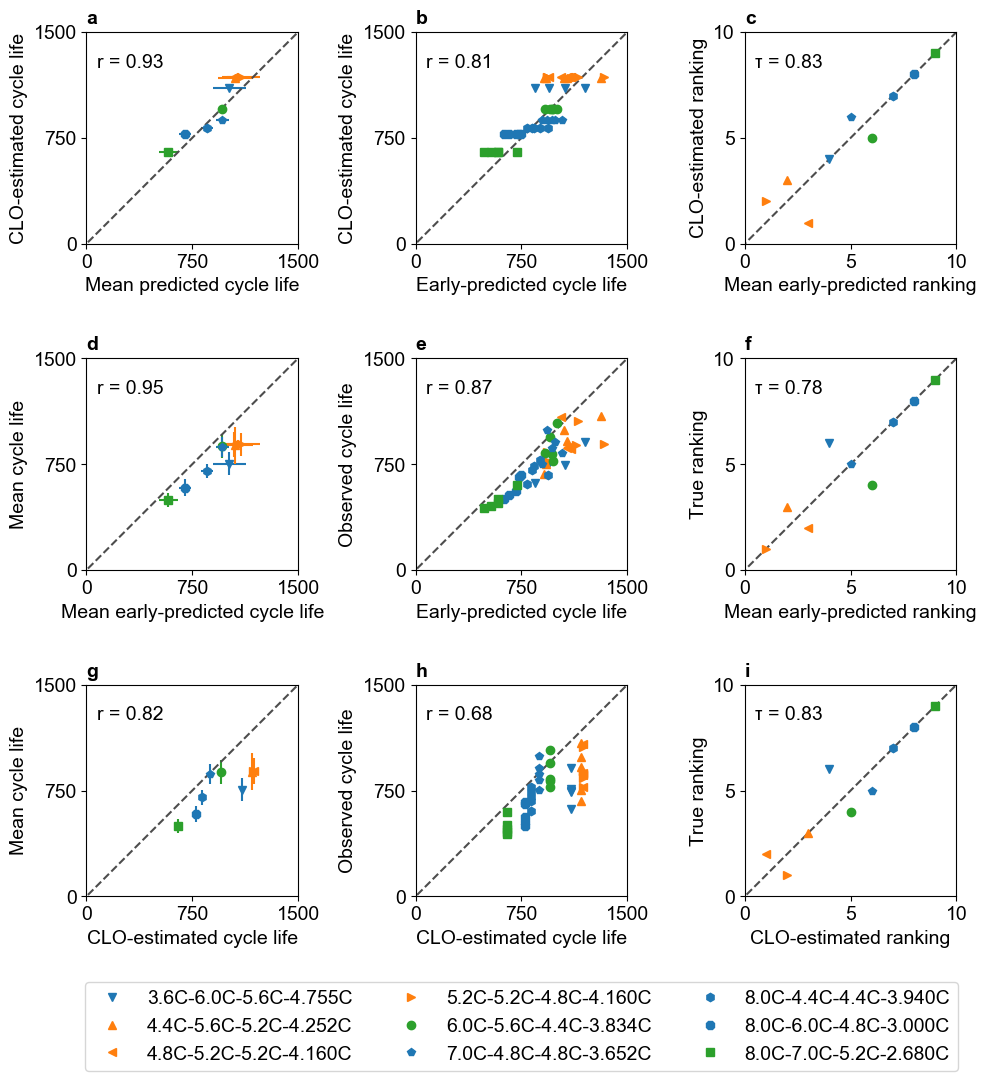 a
b
c
1500
750
0
CLO-estimated cycle life
r = 0.93
0
750
1500
Mean predicted cycle life
1500
750
0
CLO-estimated cycle life
r = 0.81
0
750
1500
Early-predicted cycle life
10
5
0
CLO-estimated ranking
τ = 0.83
0
5
10
Mean early-predicted ranking
d
e
f
1500
750
0
Mean cycle life
r = 0.95
0
750
1500
Mean early-predicted cycle life
1500
750
0
Observed cycle life
r = 0.87
0
750
1500
Early-predicted cycle life
10
5
0
True ranking
τ = 0.78
0
5
10
Mean early-predicted ranking
g
h
i
1500
750
0
Mean cycle life
r = 0.82
0
750
1500
CLO-estimated cycle life
1500
750
0
Observed cycle life
r = 0.68
0
750
1500
CLO-estimated cycle life
10
5
0
True ranking
τ = 0.83
0
5
10
CLO-estimated ranking
3.6C-6.0C-5.6C-4.755C
4.4C-5.6C-5.2C-4.252C
4.8C-5.2C-5.2C-4.160C
5.2C-5.2C-4.8C-4.160C
6.0C-5.6C-4.4C-3.834C
7.0C-4.8C-4.8C-3.652C
8.0C-4.4C-4.4C-3.940C
8.0C-6.0C-4.8C-3.000C
8.0C-7.0C-5.2C-2.680C